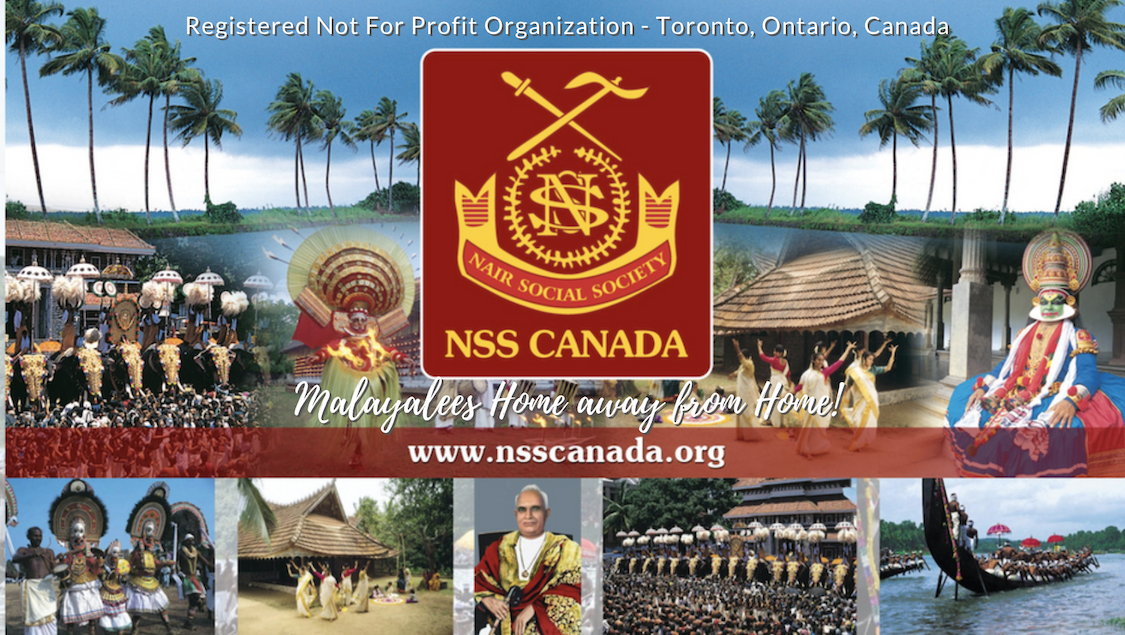 Registered Not For Profit Organization - Toronto, Ontario, Canada
NSS
NAIR SOCIAL SOCIETY
NSS CANADA
Malayalees Home away from Home!
www.nsscanada.org